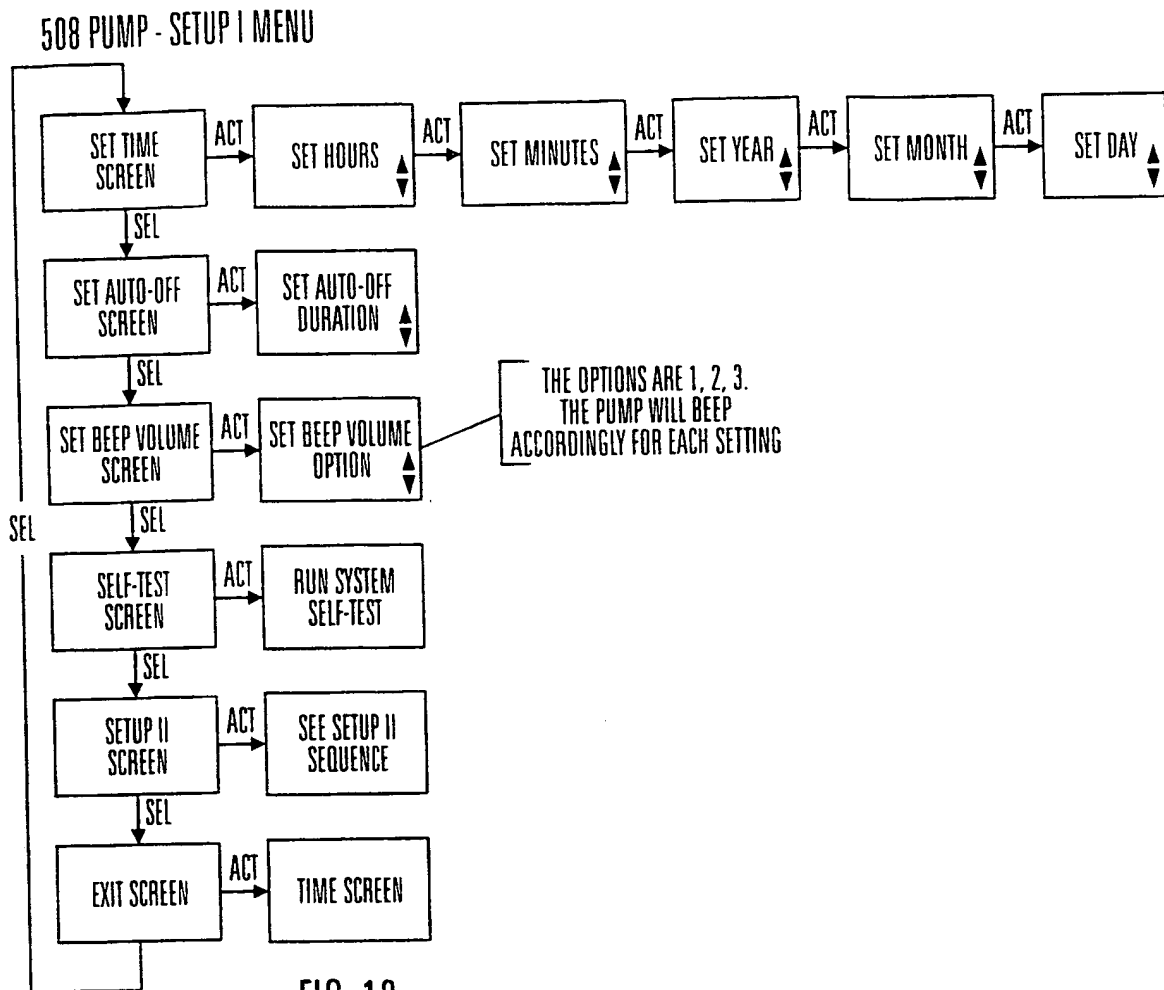 508 PUMP - SETUP I MENU
SET TIME
SCREEN
ACT
SET HOURS
ACT
SET MINUTES
ACT
SET YEAR
ACT
SET MONTH
ACT
SET DAY
SEL
SET AUTO-OFF
SCREEN
ACT
SET AUTO-OFF
DURATION
SEL
SET BEEP VOLUME
SCREEN
ACT
SET BEEP VOLUME
OPTION
THE OPTIONS ARE 1, 2, 3.
THE PUMP WILL BEEP
ACCORDINGLY FOR EACH SETTING
SEL
SEL
SELF-TEST
SCREEN
ACT
RUN SYSTEM
SELF-TEST
SEL
SETUP II
SCREEN
ACT
SEE SETUP II
SEQUENCE
SEL
EXIT SCREEN
ACT
TIME SCREEN